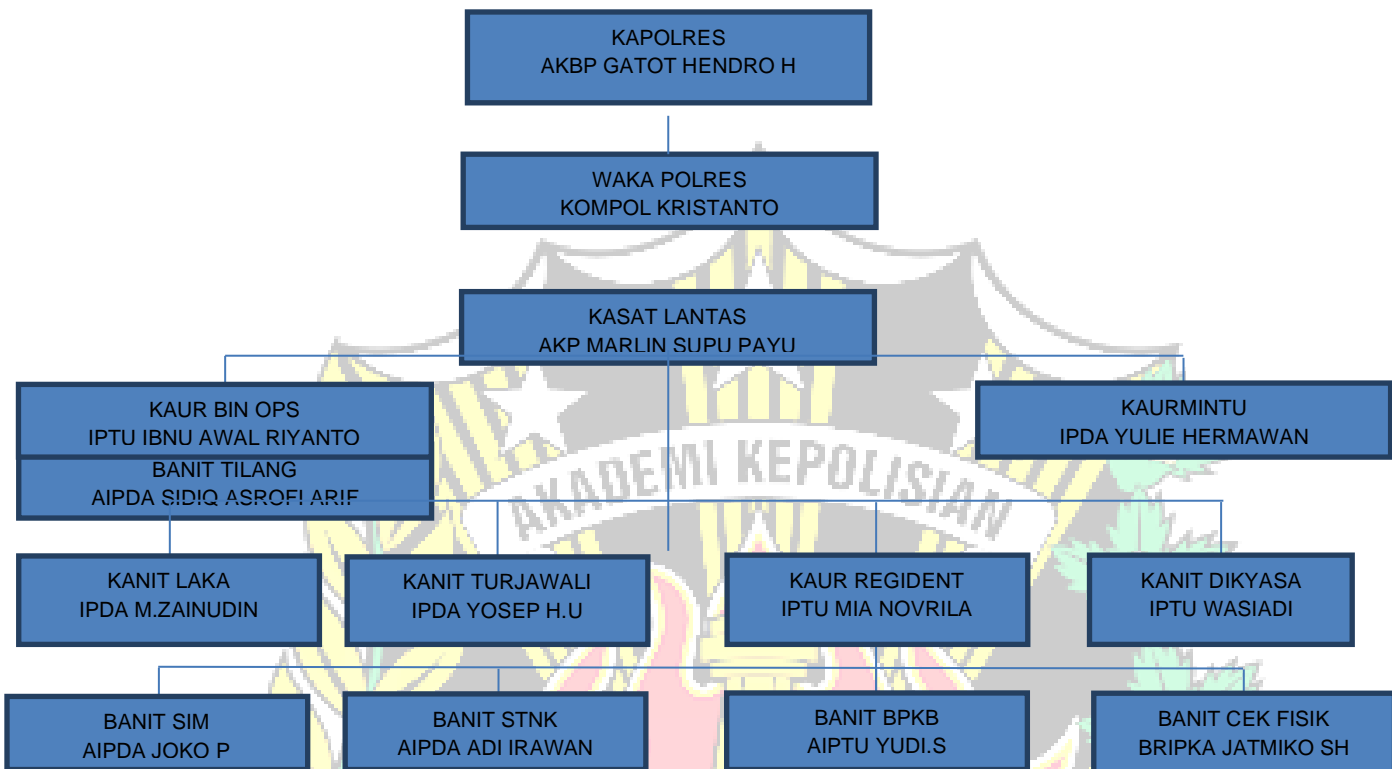 KAPOLRES
AKBP GATOT HENDRO H
WAKA POLRES
KOMPOL KRISTANTO
KASAT LANTAS
AKP MARLIN SUPU PAYU
KAUR BIN OPS
IPTU IBNU AWAL RIYANTO
KAURMINTU
IPDA YULIE HERMAWAN
BANIT TILANG
AIPDA SIDIQ ASROFI ARIF
AKADEMI KEPOLISIAN
KANIT LAKA
IPDA M.ZAINUDIN
KANIT TURJAWALI
IPDA YOSEP H.U
KAUR REGIDENT
IPTU MIA NOVRILA
KANIT DIKYASA
IPTU WASIADI
BANIT SIM
AIPDA JOKO P
BANIT STNK
AIPDA ADI IRAWAN
BANIT BPKB
AIPTU YUDI.S
BANIT CEK FISIK
BRIPKA JATMIKO SH